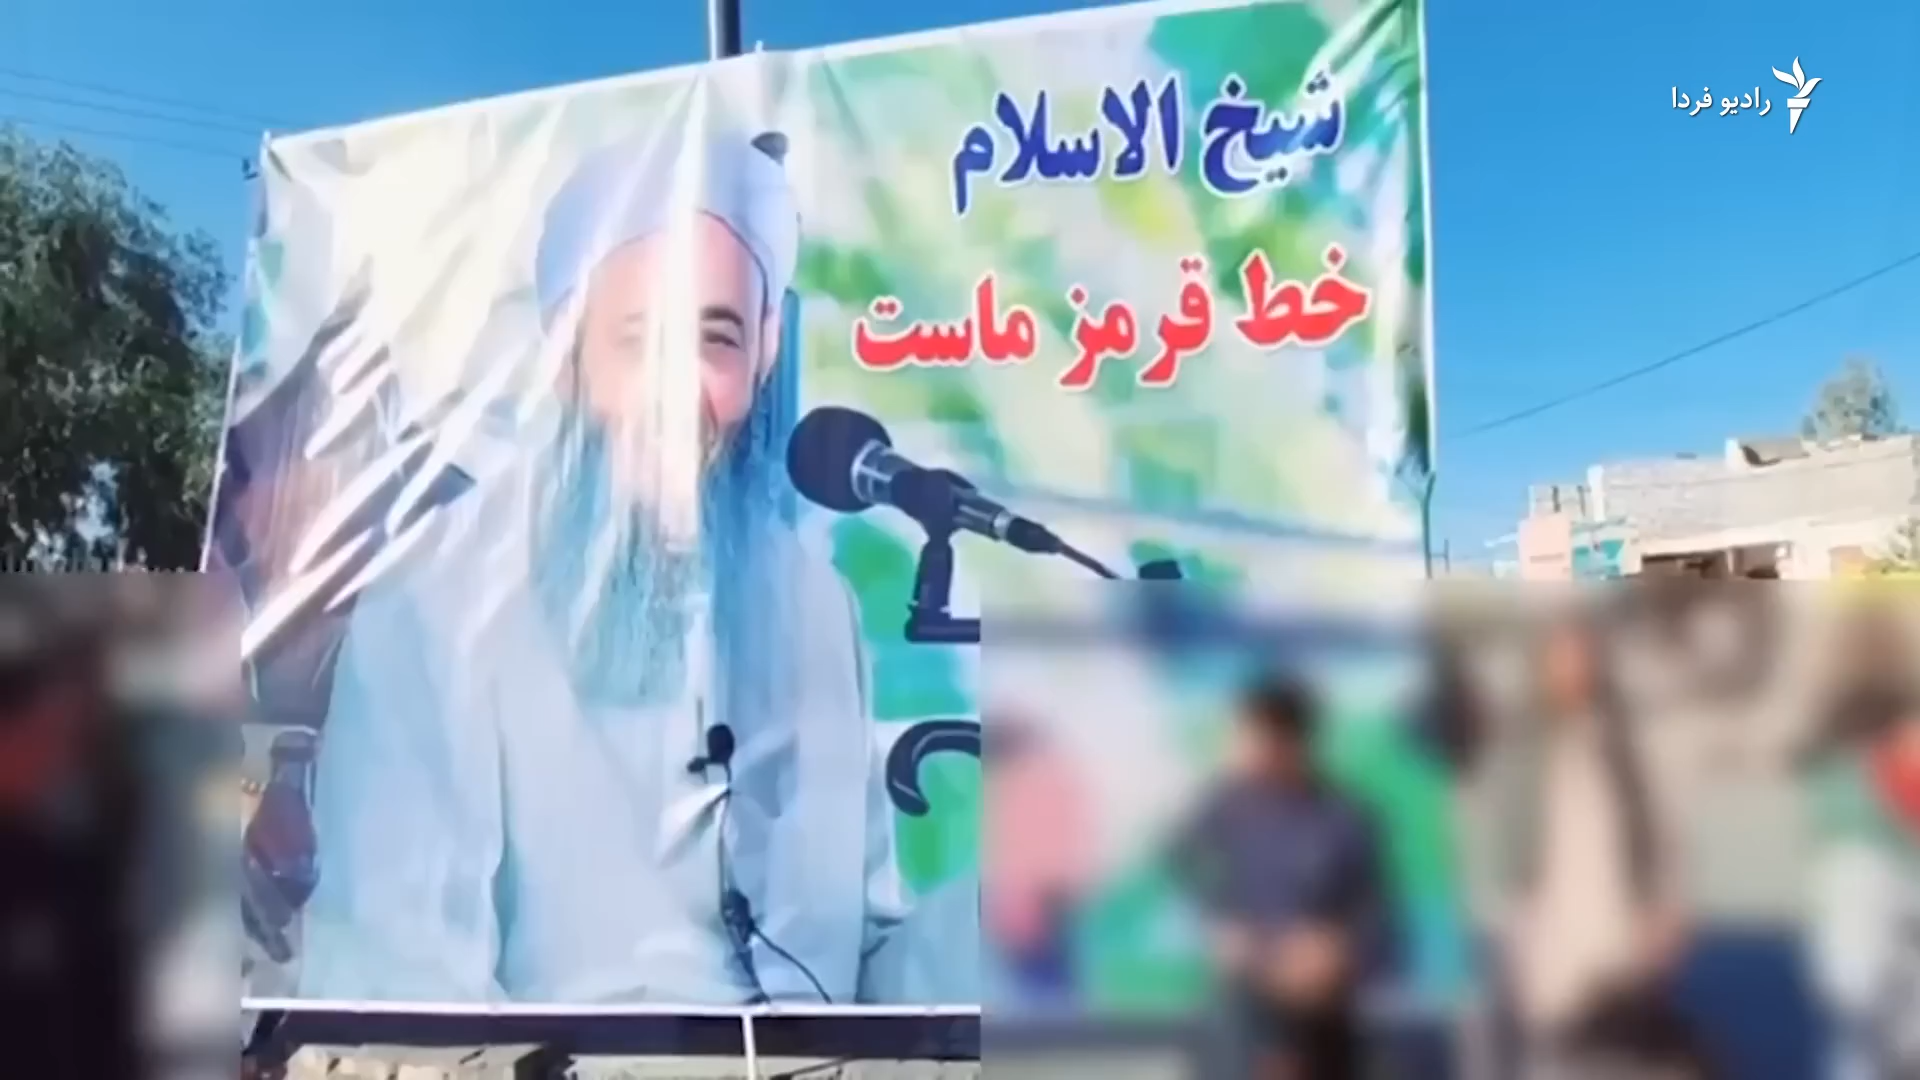 رادیو فردا
شیخ الاسلام
خط قرمز ماست